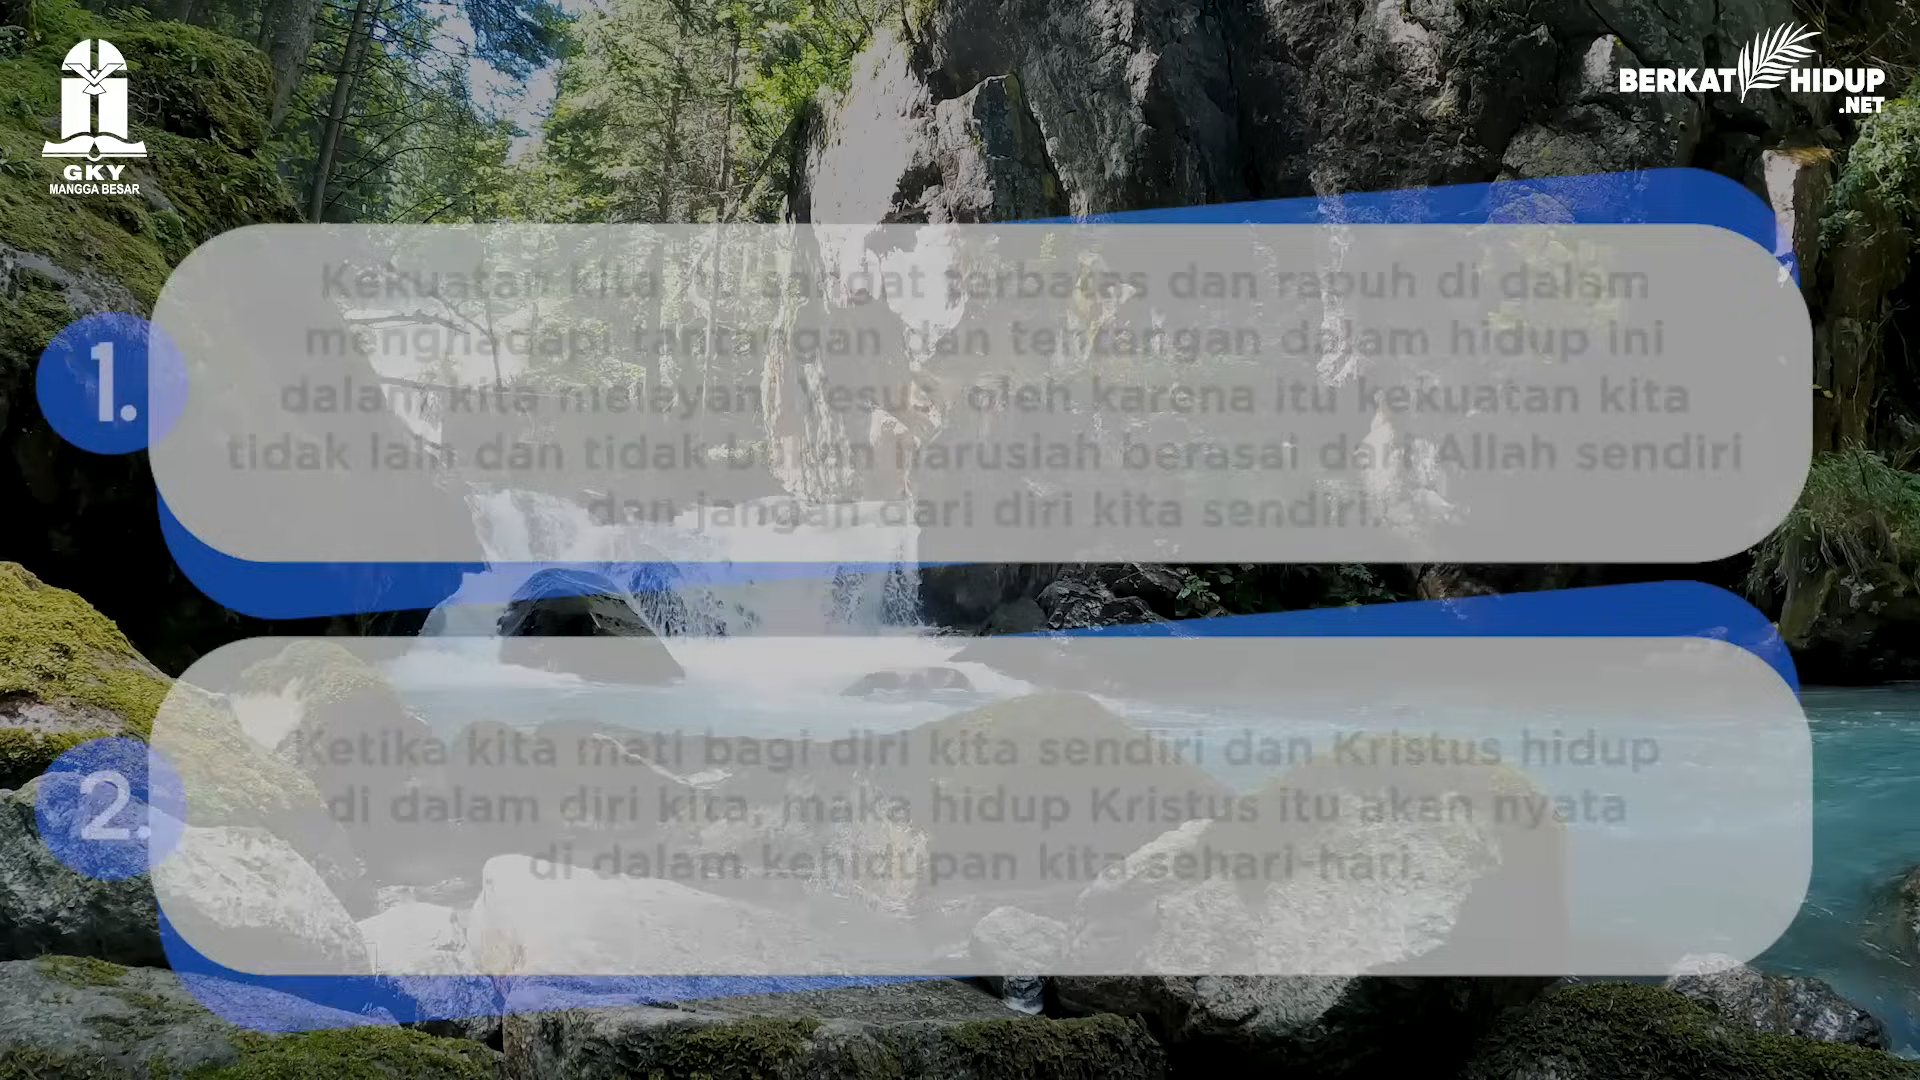 GKY
MANGGA BESAR
BERKAT HIDUP
.NET
1.
Kekuatan kita itu sangat terbatas dan rapuh di dalam
menghadapi tantangan dan tentangan dalam hidup ini
dalam kita melayani Yesus, oleh karena itu kekuatan kita
tidak lain dan tidak bukan haruslah berasal dari Allah sendiri
dan jangan dari diri kita sendiri.
2.
Ketika kita mati bagi diri kita sendiri dan Kristus hidup
di dalam diri kita, maka hidup Kristus itu akan nyata
di dalam kehidupan kita sehari-hari.